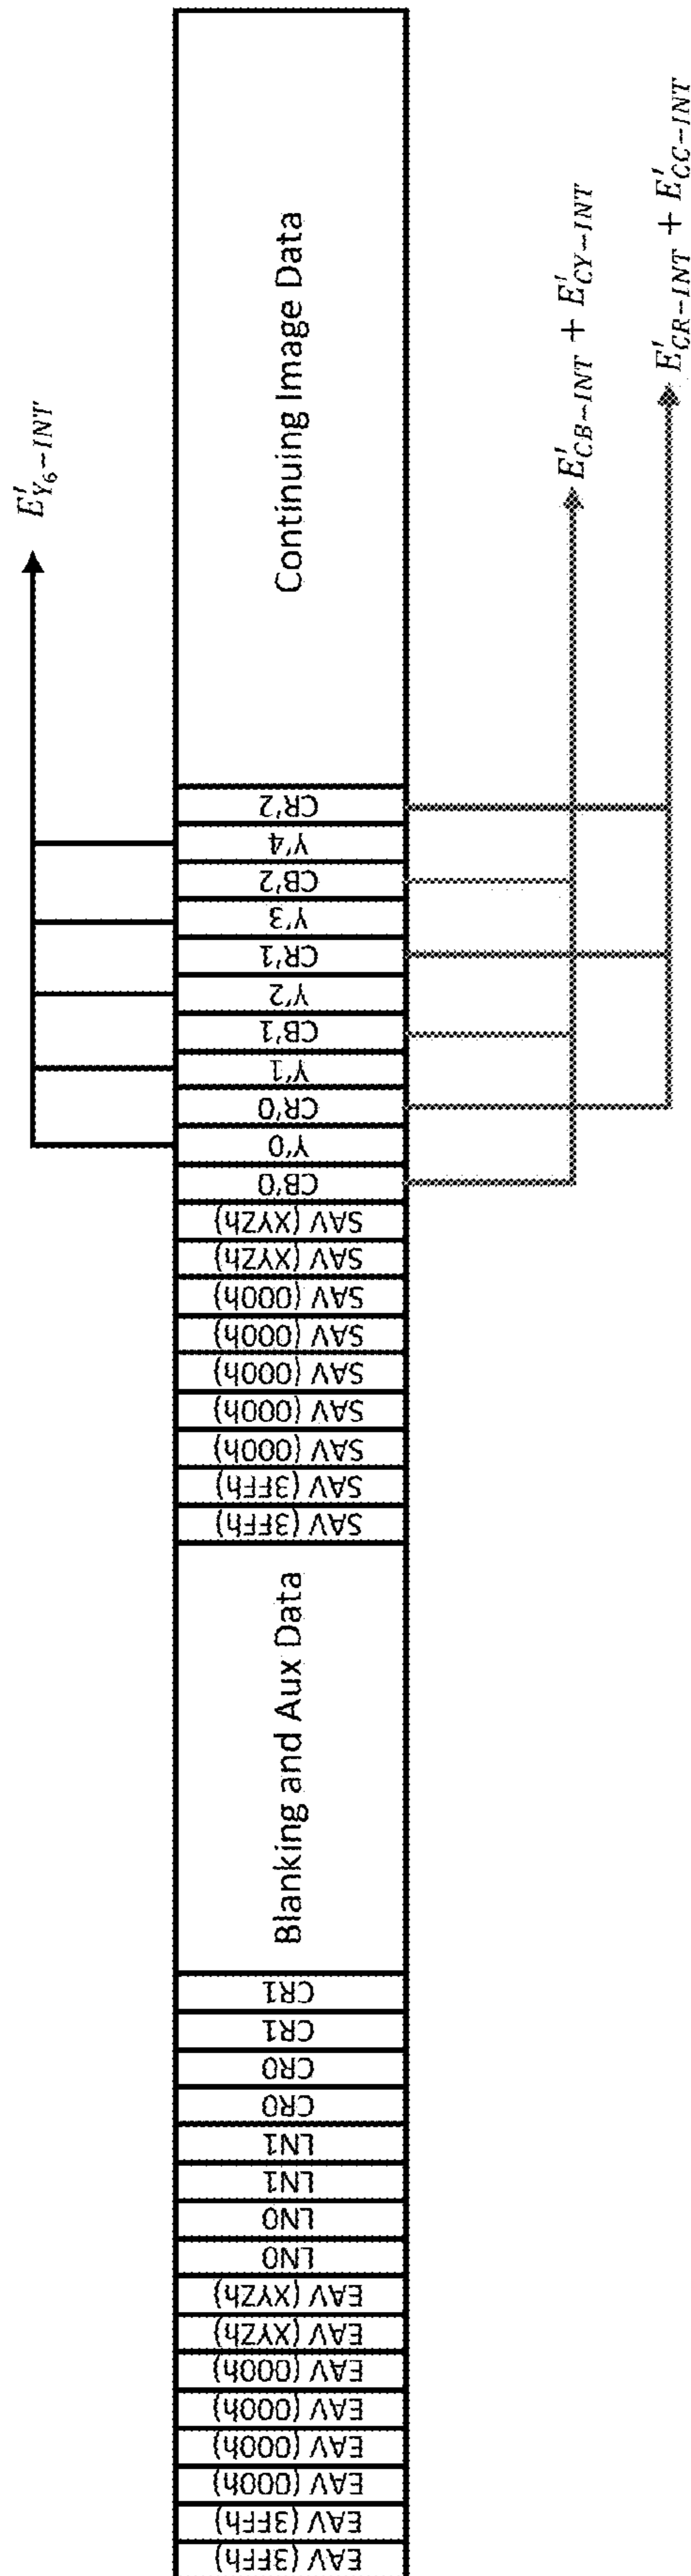 E'Y₆−INT
EAV (3FFh)
EAV (3FFh)
EAV (000h)
EAV (000h)
EAV (000h)
EAV (000h)
EAV (XYZh)
EAV (XYZh)
LN0
LN0
LN1
LN1
CR0
CR0
CR1
CR1
Blanking and Aux Data
SAV (3FFh)
SAV (3FFh)
SAV (000h)
SAV (000h)
SAV (000h)
SAV (000h)
SAV (000h)
SAV (XYZh)
SAV (XYZh)
CB'0
Y'0
CR'0
Y'1
CB'1
Y'2
CR'1
Y'3
CB'2
Y'4
CR'2
Continuing Image Data
E'CB−INT + E'CY−INT
E'CR−INT + E'CC−INT